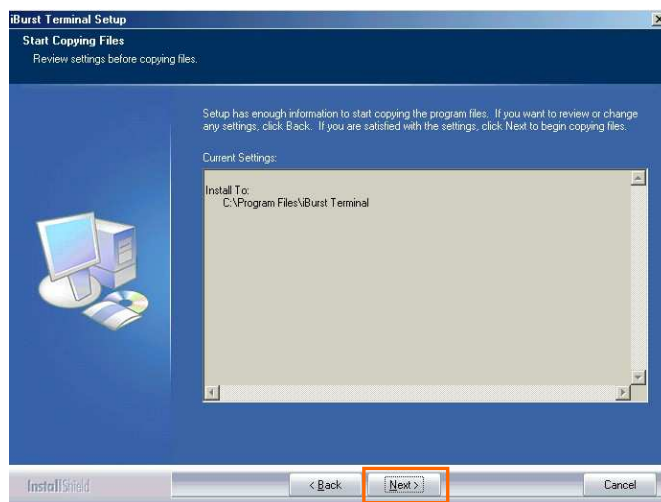 iBurst Terminal Setup
Start Copying Files
Review settings before copying files.
Setup has enough information to start copying the program files. If you want to review or change
any settings, click Back. If you are satisfied with the settings, click Next to begin copying files.
Current Settings:
Install To:
C:\Program Files\iBurst Terminal
InstallShield
< Back
Next >
Cancel